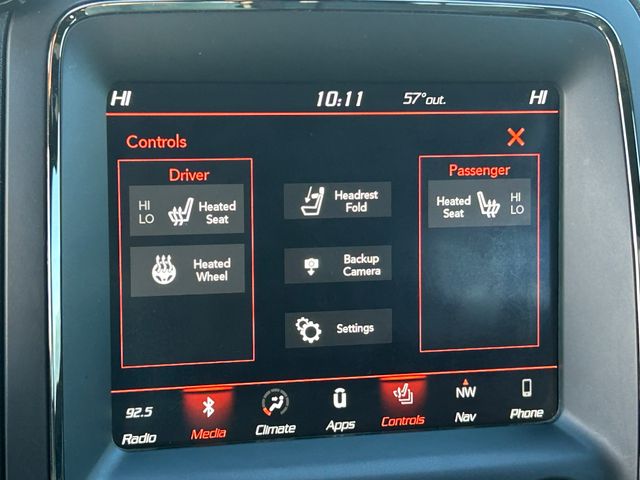 HI 10:11 57°out. HI
Controls
Driver
HI
LO
Heated
Seat
Heated
Wheel
Headrest
Fold
Backup
Camera
Settings
Passenger
Heated
Seat
HI
LO
92.5
Radio
Media
Climate
Apps
Controls
NW
Nav
Phone